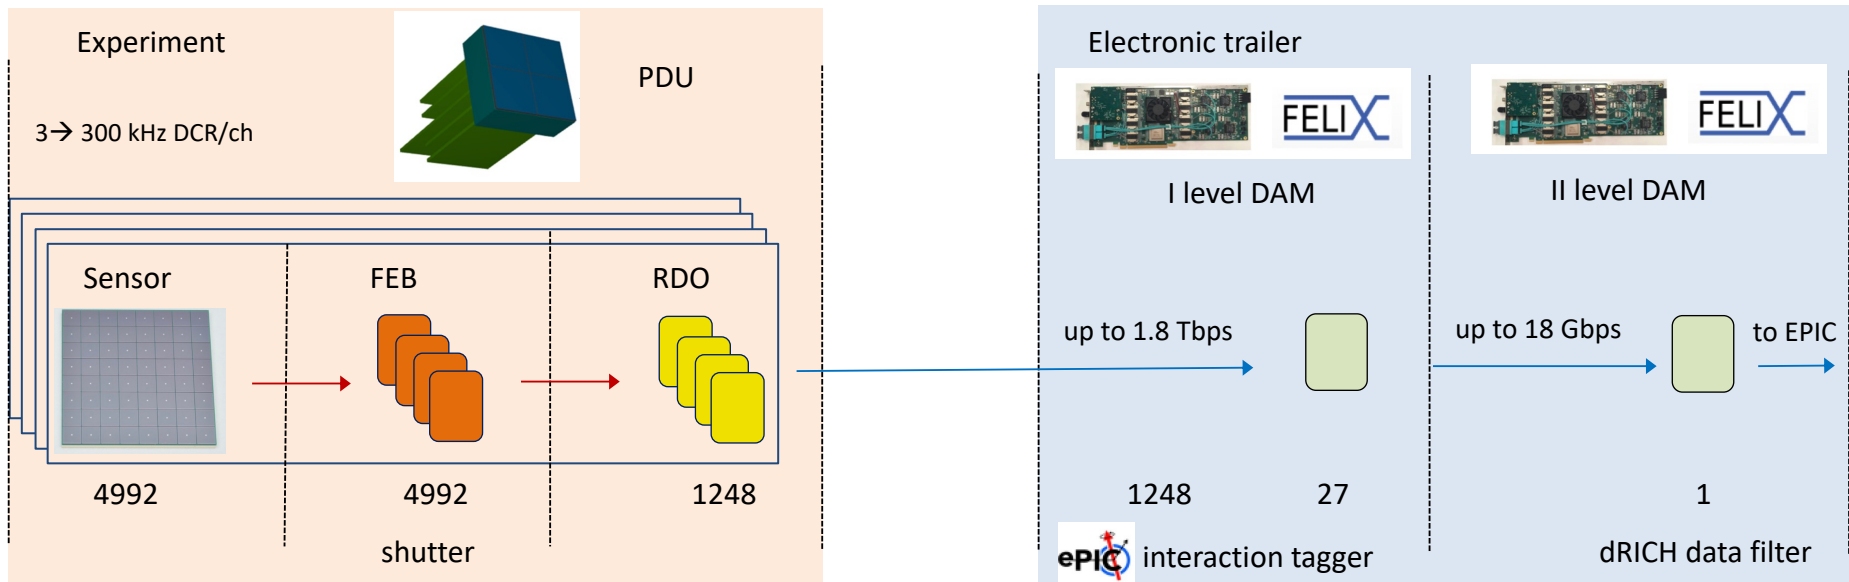 Experiment
PDU
3→ 300 kHz DCR/ch
Sensor
FEB
RDO
4992
4992
1248
shutter
Electronic trailer
FELIX
FELIX
I level DAM
II level DAM
up to 1.8 Tbps
up to 18 Gbps
to EPIC
1248
27
1
ePIC interaction tagger
dRICH data filter